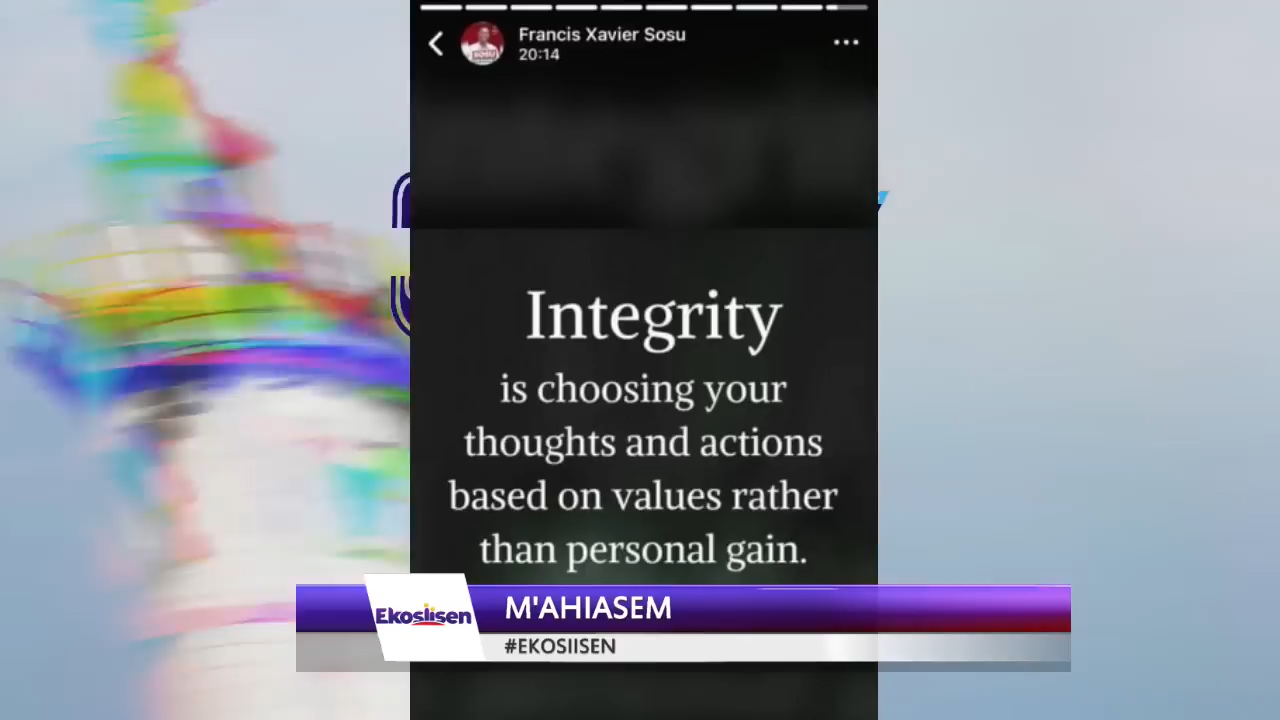 Francis Xavier Sosu
20:14
Integrity
is choosing your
thoughts and actions
based on values rather
than personal gain.
Ekosiisen
M'AHIASEM
#EKOSIISEN